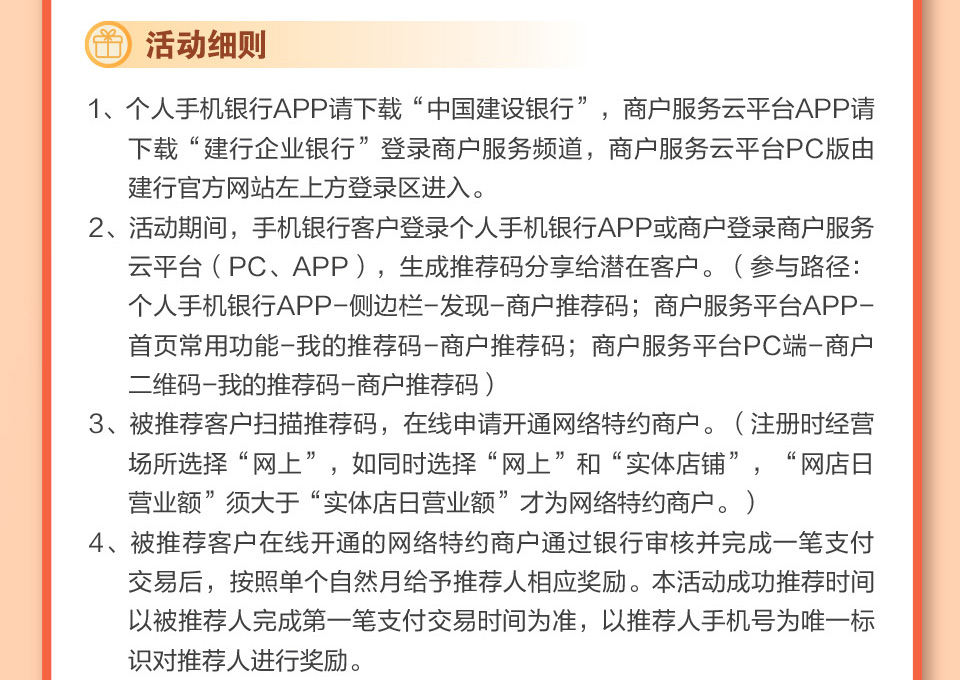 活动细则
1、个人手机银行APP请下载“中国建设银行”，商户服务云平台APP请
下载“建行企业银行”登录商户服务频道，商户服务云平台PC版由
建行官方网站左上方登录区进入。
2、活动期间，手机银行客户登录个人手机银行APP或商户登录商户服务
云平台（PC、APP），生成推荐码分享给潜在客户。（参与路径：
个人手机银行APP-侧边栏-发现-商户推荐码；商户服务平台APP-
首页常用功能-我的推荐码-商户推荐码；商户服务平台PC端-商户
二维码-我的推荐码-商户推荐码）
3、被推荐客户扫描推荐码，在线申请开通网络特约商户。（注册时经营
场所选择“网上”，如同时选择“网上”和“实体店铺”，“网店日
营业额”须大于“实体店日营业额”才为网络特约商户。）
4、被推荐客户在线开通的网络特约商户通过银行审核并完成一笔支付
交易后，按照单个自然月给予推荐人相应奖励。本活动成功推荐时间
以被推荐人完成第一笔支付交易时间为准，以推荐人手机号为唯一标
识对推荐人进行奖励。